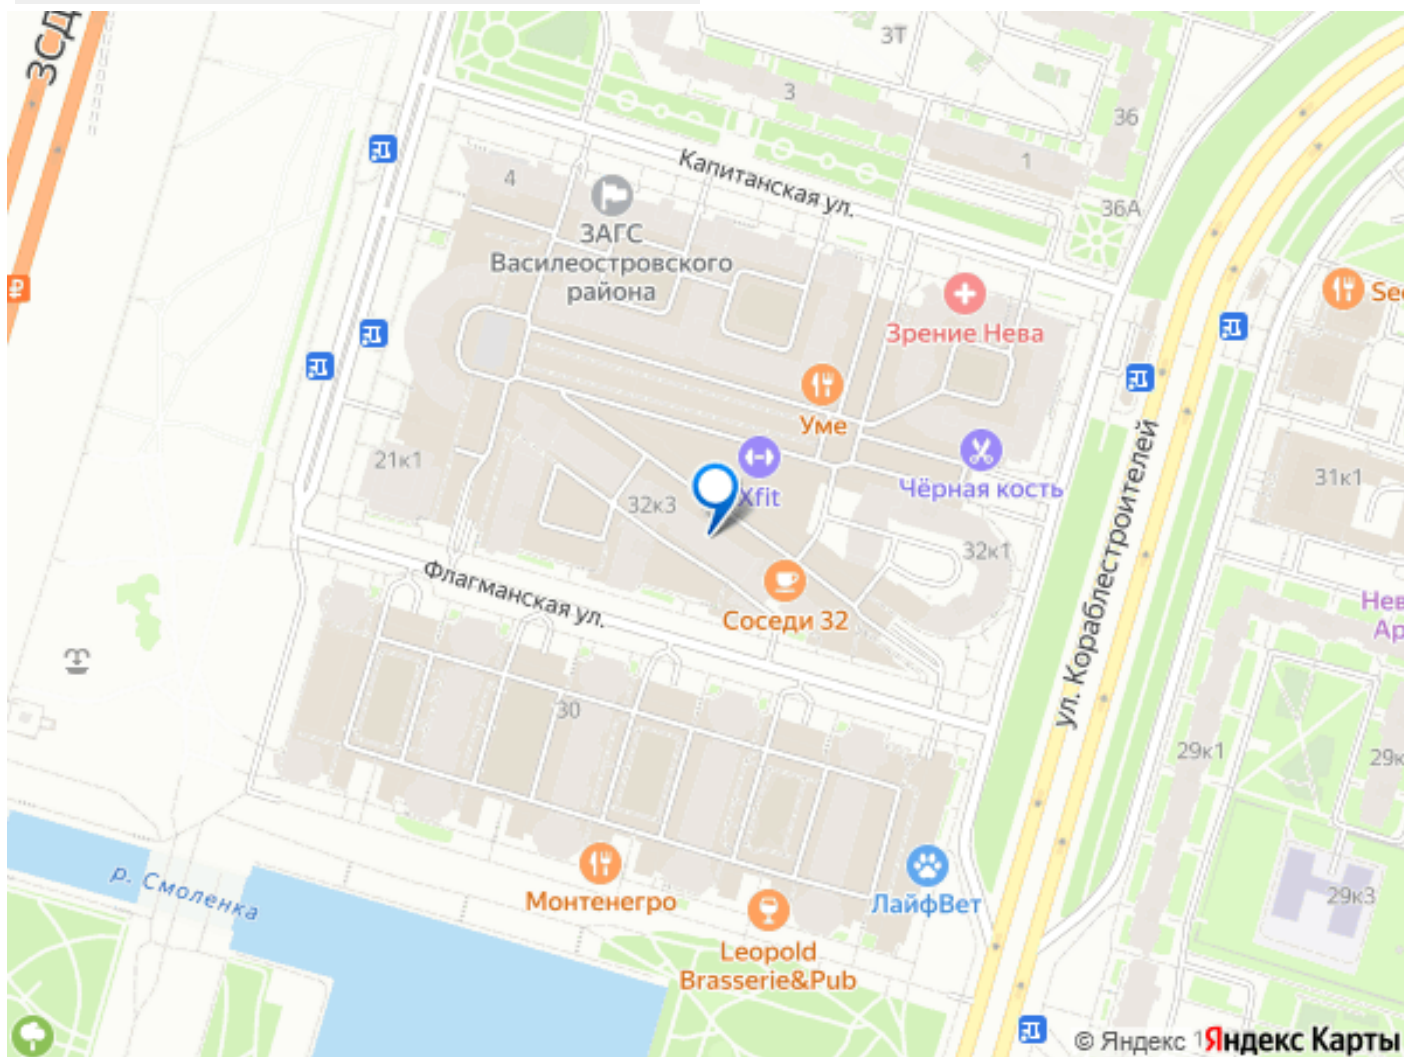 ЗСД
3Т
3
36
1
Капитанская ул.
36А
4
ЗАГС
Василеостровского
района
₽
Зрение Нева
Уме
21к1
Xfit
Чёрная кость
31к1
32к3
32к1
Флагманская ул.
Соседи 32
ул. Кораблестроителей
30
29к1
р. Смоленка
Монтенегро
ЛайфВет
29к3
Leopold
Brasserie&Pub
© Яндекс
Яндекс Карты